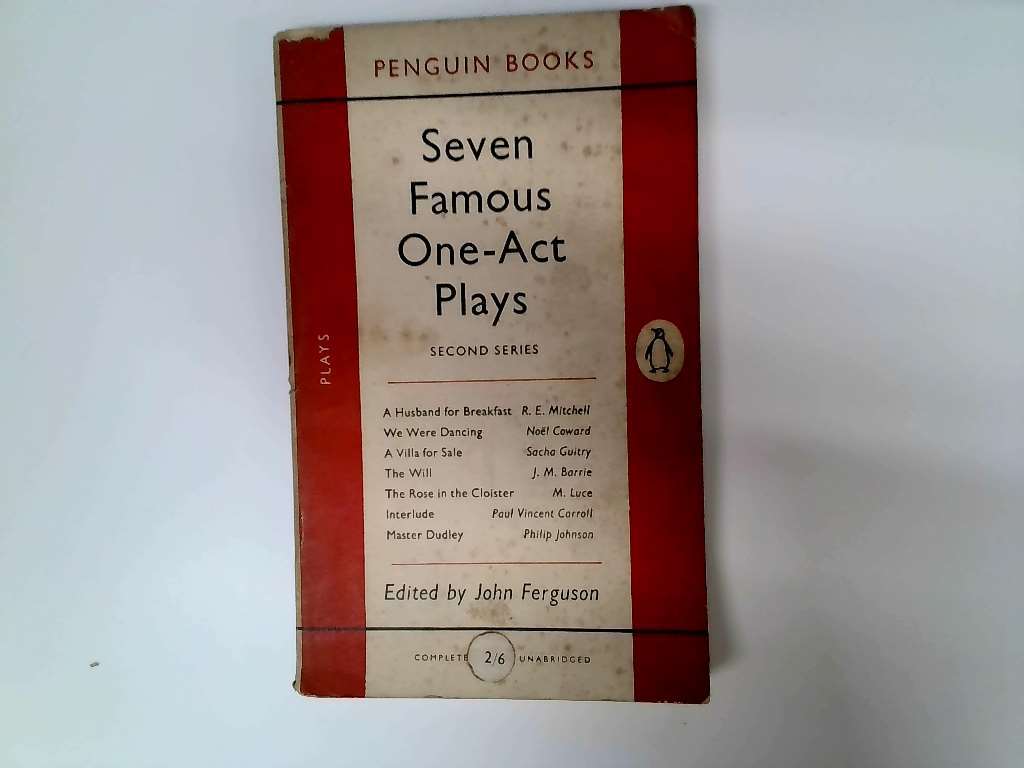 PENGUIN BOOKS
Seven
Famous
One-Act
Plays
SECOND SERIES
A Husband for Breakfast R. E. Mitchell
We Were Dancing Noël Coward
A Villa for Sale Sacha Guitry
The Will J. M. Barrie
The Rose in the Cloister M. Luce
Interlude Paul Vincent Carroll
Master Dudley Philip Johnson
Edited by John Ferguson
COMPLETE 2/6 UNABRIDGED
PLAYS